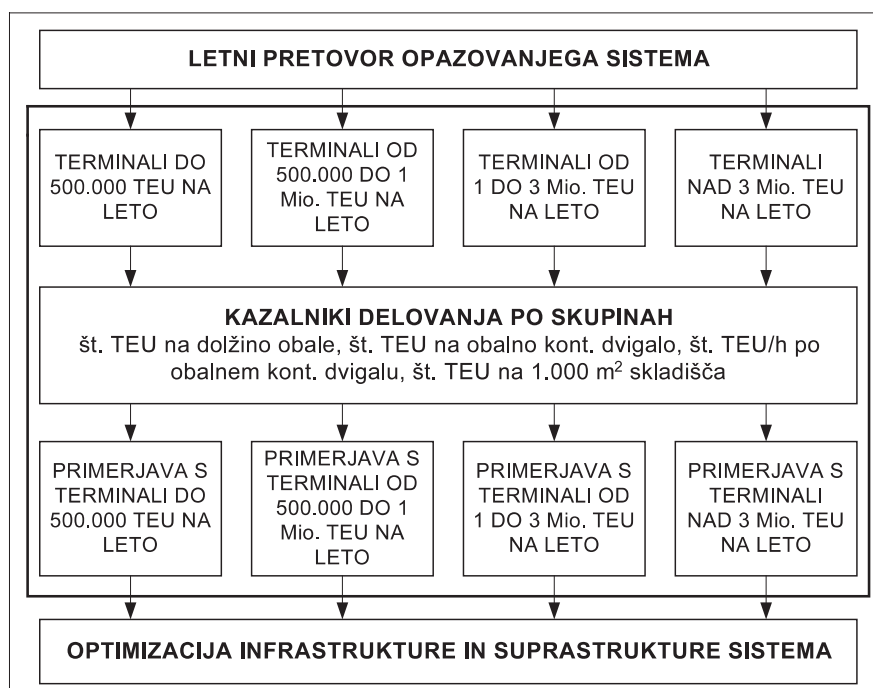 LETNI PRETOVOR OPAZOVANJEGA SISTEMA
TERMINALI DO
500.000 TEU NA
LETO
TERMINALI OD
500.000 DO 1
Mio. TEU NA
LETO
TERMINALI OD
1 DO 3 Mio. TEU
NA LETO
TERMINALI
NAD 3 Mio. TEU
NA LETO
KAZALNIKI DELOVANJA PO SKUPINAH
št. TEU na dolžino obale, št. TEU na obalno kont. dvigalo, št. TEU/h po
obalnem kont. dvigalu, št. TEU na 1.000 m² skladišča
PRIMERJAVA S
TERMINALI DO
500.000 TEU NA
LETO
PRIMERJAVA S
TERMINALI OD
500.000 DO 1
Mio. TEU NA
LETO
PRIMERJAVA S
TERMINALI OD
1 DO 3 Mio. TEU
NA LETO
PRIMERJAVA S
TERMINALI
NAD 3 Mio. TEU
NA LETO
OPTIMIZACIJA INFRASTRUKTURE IN SUPRASTRUKTURE SISTEMA